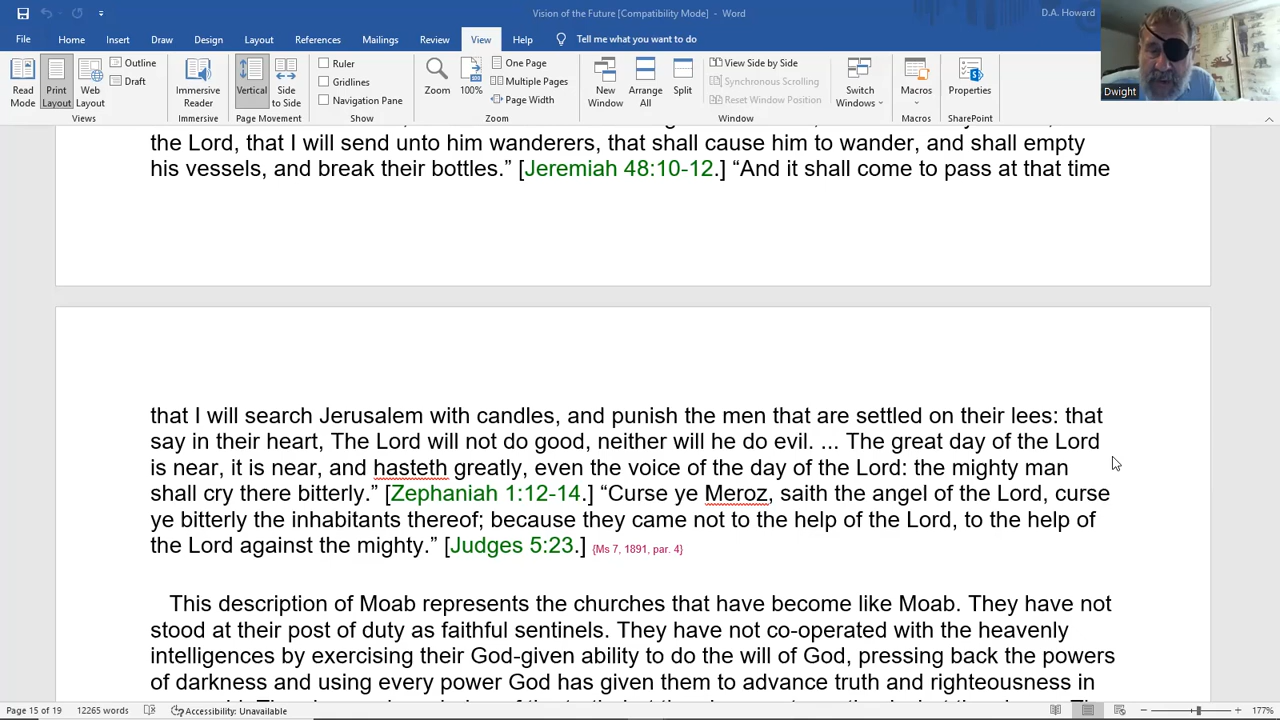 Vision of the Future [Compatibility Mode] - Word
D.A. Howard
File Home Insert Draw Design Layout References Mailings Review View Help Tell me what you want to do
Read Mode
Print Layout
Web Layout
Outline
Draft
Views
Immersive Reader
Immersive
Vertical
Side to Side
Page Movement
Ruler
Gridlines
Navigation Pane
Show
Zoom
100%
One Page
Multiple Pages
Page Width
Zoom
New Window
Arrange All
Split
View Side by Side
Synchronous Scrolling
Reset Window Position
Switch Windows
Window
Macros
Macros
Properties
SharePoint
Dwight
the Lord, that I will send unto him wanderers, that shall cause him to wander, and shall empty
his vessels, and break their bottles.” [Jeremiah 48:10-12.] “And it shall come to pass at that time
that I will search Jerusalem with candles, and punish the men that are settled on their lees: that
say in their heart, The Lord will not do good, neither will he do evil. ... The great day of the Lord
is near, it is near, and hasteth greatly, even the voice of the day of the Lord: the mighty man
shall cry there bitterly.” [Zephaniah 1:12-14.] “Curse ye Meroz, saith the angel of the Lord, curse
ye bitterly the inhabitants thereof; because they came not to the help of the Lord, to the help of
the Lord against the mighty.” [Judges 5:23.] {Ms 7, 1891, par. 4}
This description of Moab represents the churches that have become like Moab. They have not
stood at their post of duty as faithful sentinels. They have not co-operated with the heavenly
intelligences by exercising their God-given ability to do the will of God, pressing back the powers
of darkness and using every power God has given them to advance truth and righteousness in
Page 15 of 19 12265 words Accessibility: Unavailable 177%